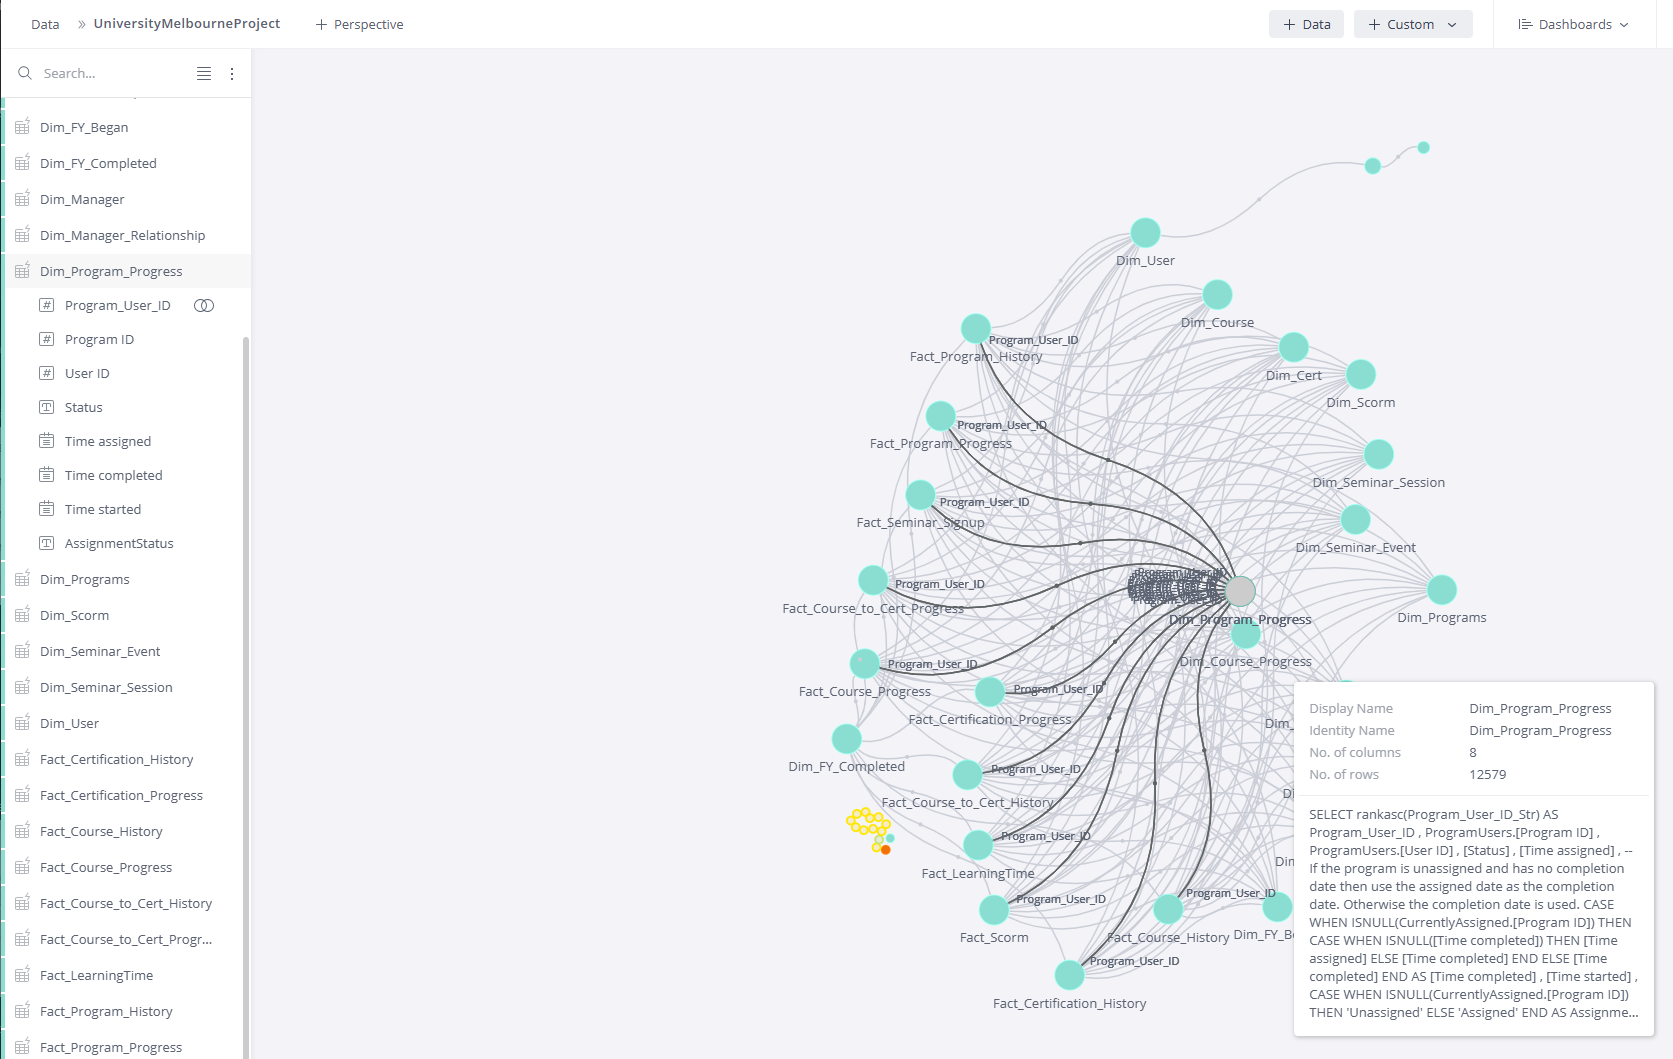 Data » UniversityMelbourneProject + Perspective + Data + Custom Dashboards
Search...
Dim_FY_Began
Dim_FY_Completed
Dim_Manager
Dim_Manager_Relationship
Dim_Program_Progress
Program_User_ID
Program ID
User ID
Status
Time assigned
Time completed
Time started
AssignmentStatus
Dim_Programs
Dim_Scorm
Dim_Seminar_Event
Dim_Seminar_Session
Dim_User
Fact_Certification_History
Fact_Certification_Progress
Fact_Course_History
Fact_Course_Progress
Fact_Course_to_Cert_History
Fact_Course_to_Cert_Progr...
Fact_LearningTime
Fact_Program_History
Fact_Program_Progress
Dim_User
Dim_Course
Program_User_ID
Fact_Program_History
Dim_Cert
Dim_Scorm
Program_User_ID
Fact_Program_Progress
Dim_Seminar_Session
Program_User_ID
Fact_Seminar_Signup
Dim_Seminar_Event
Program_User_ID
Fact_Course_to_Cert_Progress
Dim_Program_Progress
Dim_Programs
Dim_Course_Progress
Program_User_ID
Fact_Course_Progress
Program_User_ID
Fact_Certification_Progress
Dim_
Dim_FY_Completed
Program_User_ID
Fact_Course_to_Cert_History
Program_User_ID
Fact_LearningTime
Program_User_ID
Fact_Scorm
Program_User_ID
Fact_Course_History
Dim_FY_Be
Program_User_ID
Fact_Certification_History
Display Name Dim_Program_Progress
Identity Name Dim_Program_Progress
No. of columns 8
No. of rows 12579
SELECT rankasc(Program_User_ID_Str) AS
Program_User_ID , ProgramUsers.[Program ID] ,
ProgramUsers.[User ID] , [Status] , [Time assigned] , --
If the program is unassigned and has no completion
date then use the assigned date as the completion
date. Otherwise the completion date is used. CASE
WHEN ISNULL(CurrentlyAssigned.[Program ID]) THEN
CASE WHEN ISNULL([Time completed]) THEN [Time
assigned] ELSE [Time completed] END ELSE [Time
completed] END AS [Time completed] , [Time started] ,
CASE WHEN ISNULL(CurrentlyAssigned.[Program ID])
THEN 'Unassigned' ELSE 'Assigned' END AS Assignme...